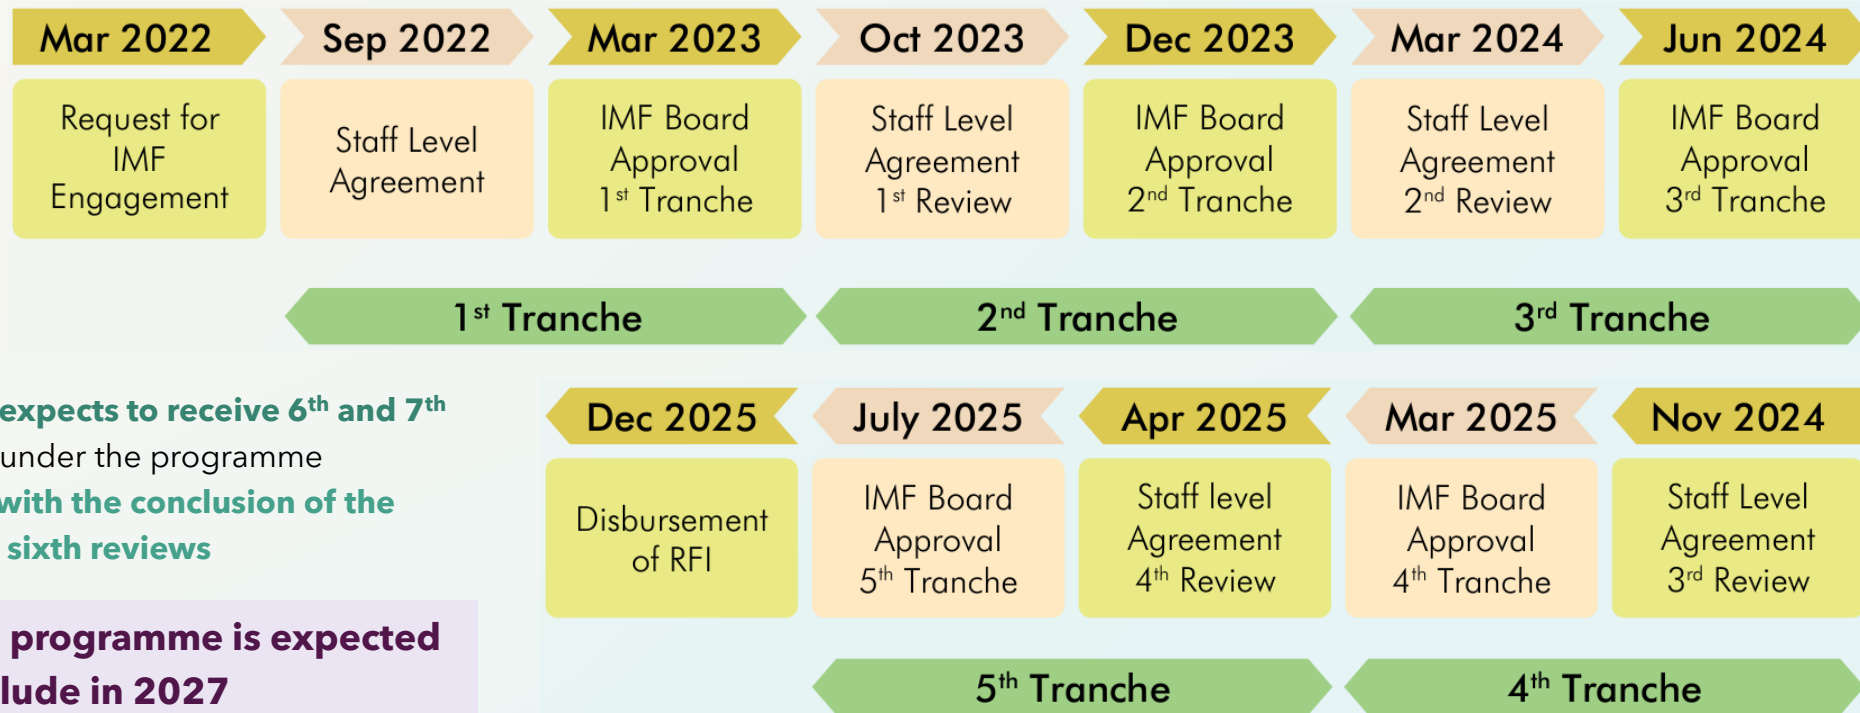 Mar 2022
Request for
IMF
Engagement
Sep 2022
Staff Level
Agreement
Mar 2023
IMF Board
Approval
1st Tranche
Oct 2023
Staff Level
Agreement
1st Review
Dec 2023
IMF Board
Approval
2nd Tranche
Mar 2024
Staff Level
Agreement
2nd Review
Jun 2024
IMF Board
Approval
3rd Tranche
1st Tranche
2nd Tranche
3rd Tranche
expects to receive 6th and 7th
under the programme
with the conclusion of the
sixth reviews
programme is expected
lude in 2027
Dec 2025
Disbursement
of RFI
July 2025
IMF Board
Approval
5th Tranche
Apr 2025
Staff level
Agreement
4th Review
Mar 2025
IMF Board
Approval
4th Tranche
Nov 2024
Staff Level
Agreement
3rd Review
5th Tranche
4th Tranche